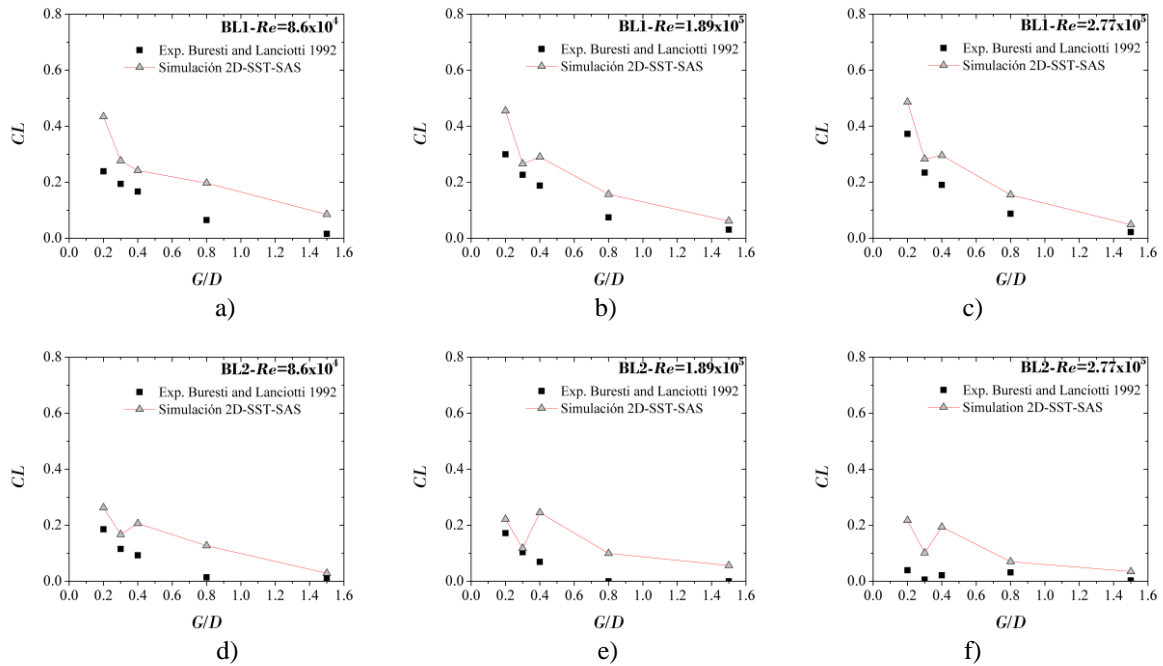 BL1-Re=8.6x10⁴
Exp. Buresti and Lanciotti 1992
Simulación 2D-SST-SAS
CL
0.8
0.6
0.4
0.2
0.0
0.0 0.2 0.4 0.6 0.8 1.0 1.2 1.4 1.6
G/D
a)
BL1-Re=1.89x10⁵
Exp. Buresti and Lanciotti 1992
Simulación 2D-SST-SAS
CL
0.8
0.6
0.4
0.2
0.0
0.0 0.2 0.4 0.6 0.8 1.0 1.2 1.4 1.6
G/D
b)
BL1-Re=2.77x10⁵
Exp. Buresti and Lanciotti 1992
Simulación 2D-SST-SAS
CL
0.8
0.6
0.4
0.2
0.0
0.0 0.2 0.4 0.6 0.8 1.0 1.2 1.4 1.6
G/D
c)
BL2-Re=8.6x10⁴
Exp. Buresti and Lanciotti 1992
Simulación 2D-SST-SAS
CL
0.8
0.6
0.4
0.2
0.0
0.0 0.2 0.4 0.6 0.8 1.0 1.2 1.4 1.6
G/D
d)
BL2-Re=1.89x10⁵
Exp. Buresti and Lanciotti 1992
Simulación 2D-SST-SAS
CL
0.8
0.6
0.4
0.2
0.0
0.0 0.2 0.4 0.6 0.8 1.0 1.2 1.4 1.6
G/D
e)
BL2-Re=2.77x10⁵
Exp. Buresti and Lanciotti 1992
Simulation 2D-SST-SAS
CL
0.8
0.6
0.4
0.2
0.0
0.0 0.2 0.4 0.6 0.8 1.0 1.2 1.4 1.6
G/D
f)